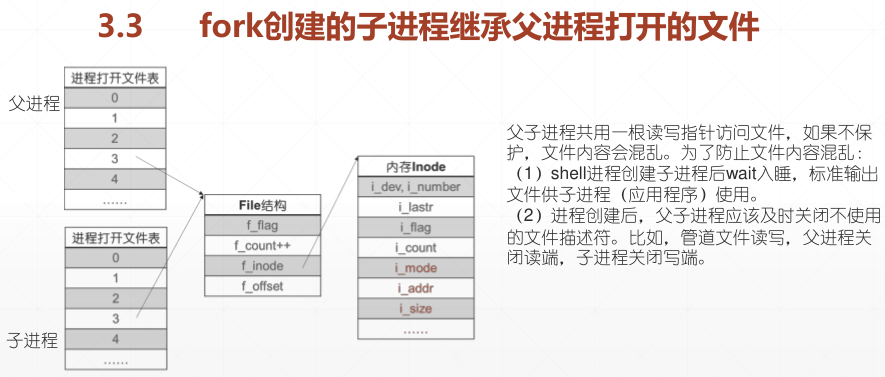 3.3 fork创建的子进程继承父进程打开的文件
父进程
进程打开文件表
0
1
2
3
4
......
子进程
进程打开文件表
0
1
2
3
4
......
File结构
f_flag
f_count++
f_inode
f_offset
内存Inode
i_dev, i_number
i_lastr
i_flag
i_count
i_mode
i_addr
i_size
......
父子进程共用一根读写指针访问文件，如果不保
护，文件内容会混乱。为了防止文件内容混乱：
（1）shell进程创建子进程后wait入睡，标准输出
文件供子进程（应用程序）使用。
（2）进程创建后，父子进程应该及时关闭不使用
的文件描述符。比如，管道文件读写，父进程关
闭读端，子进程关闭写端。